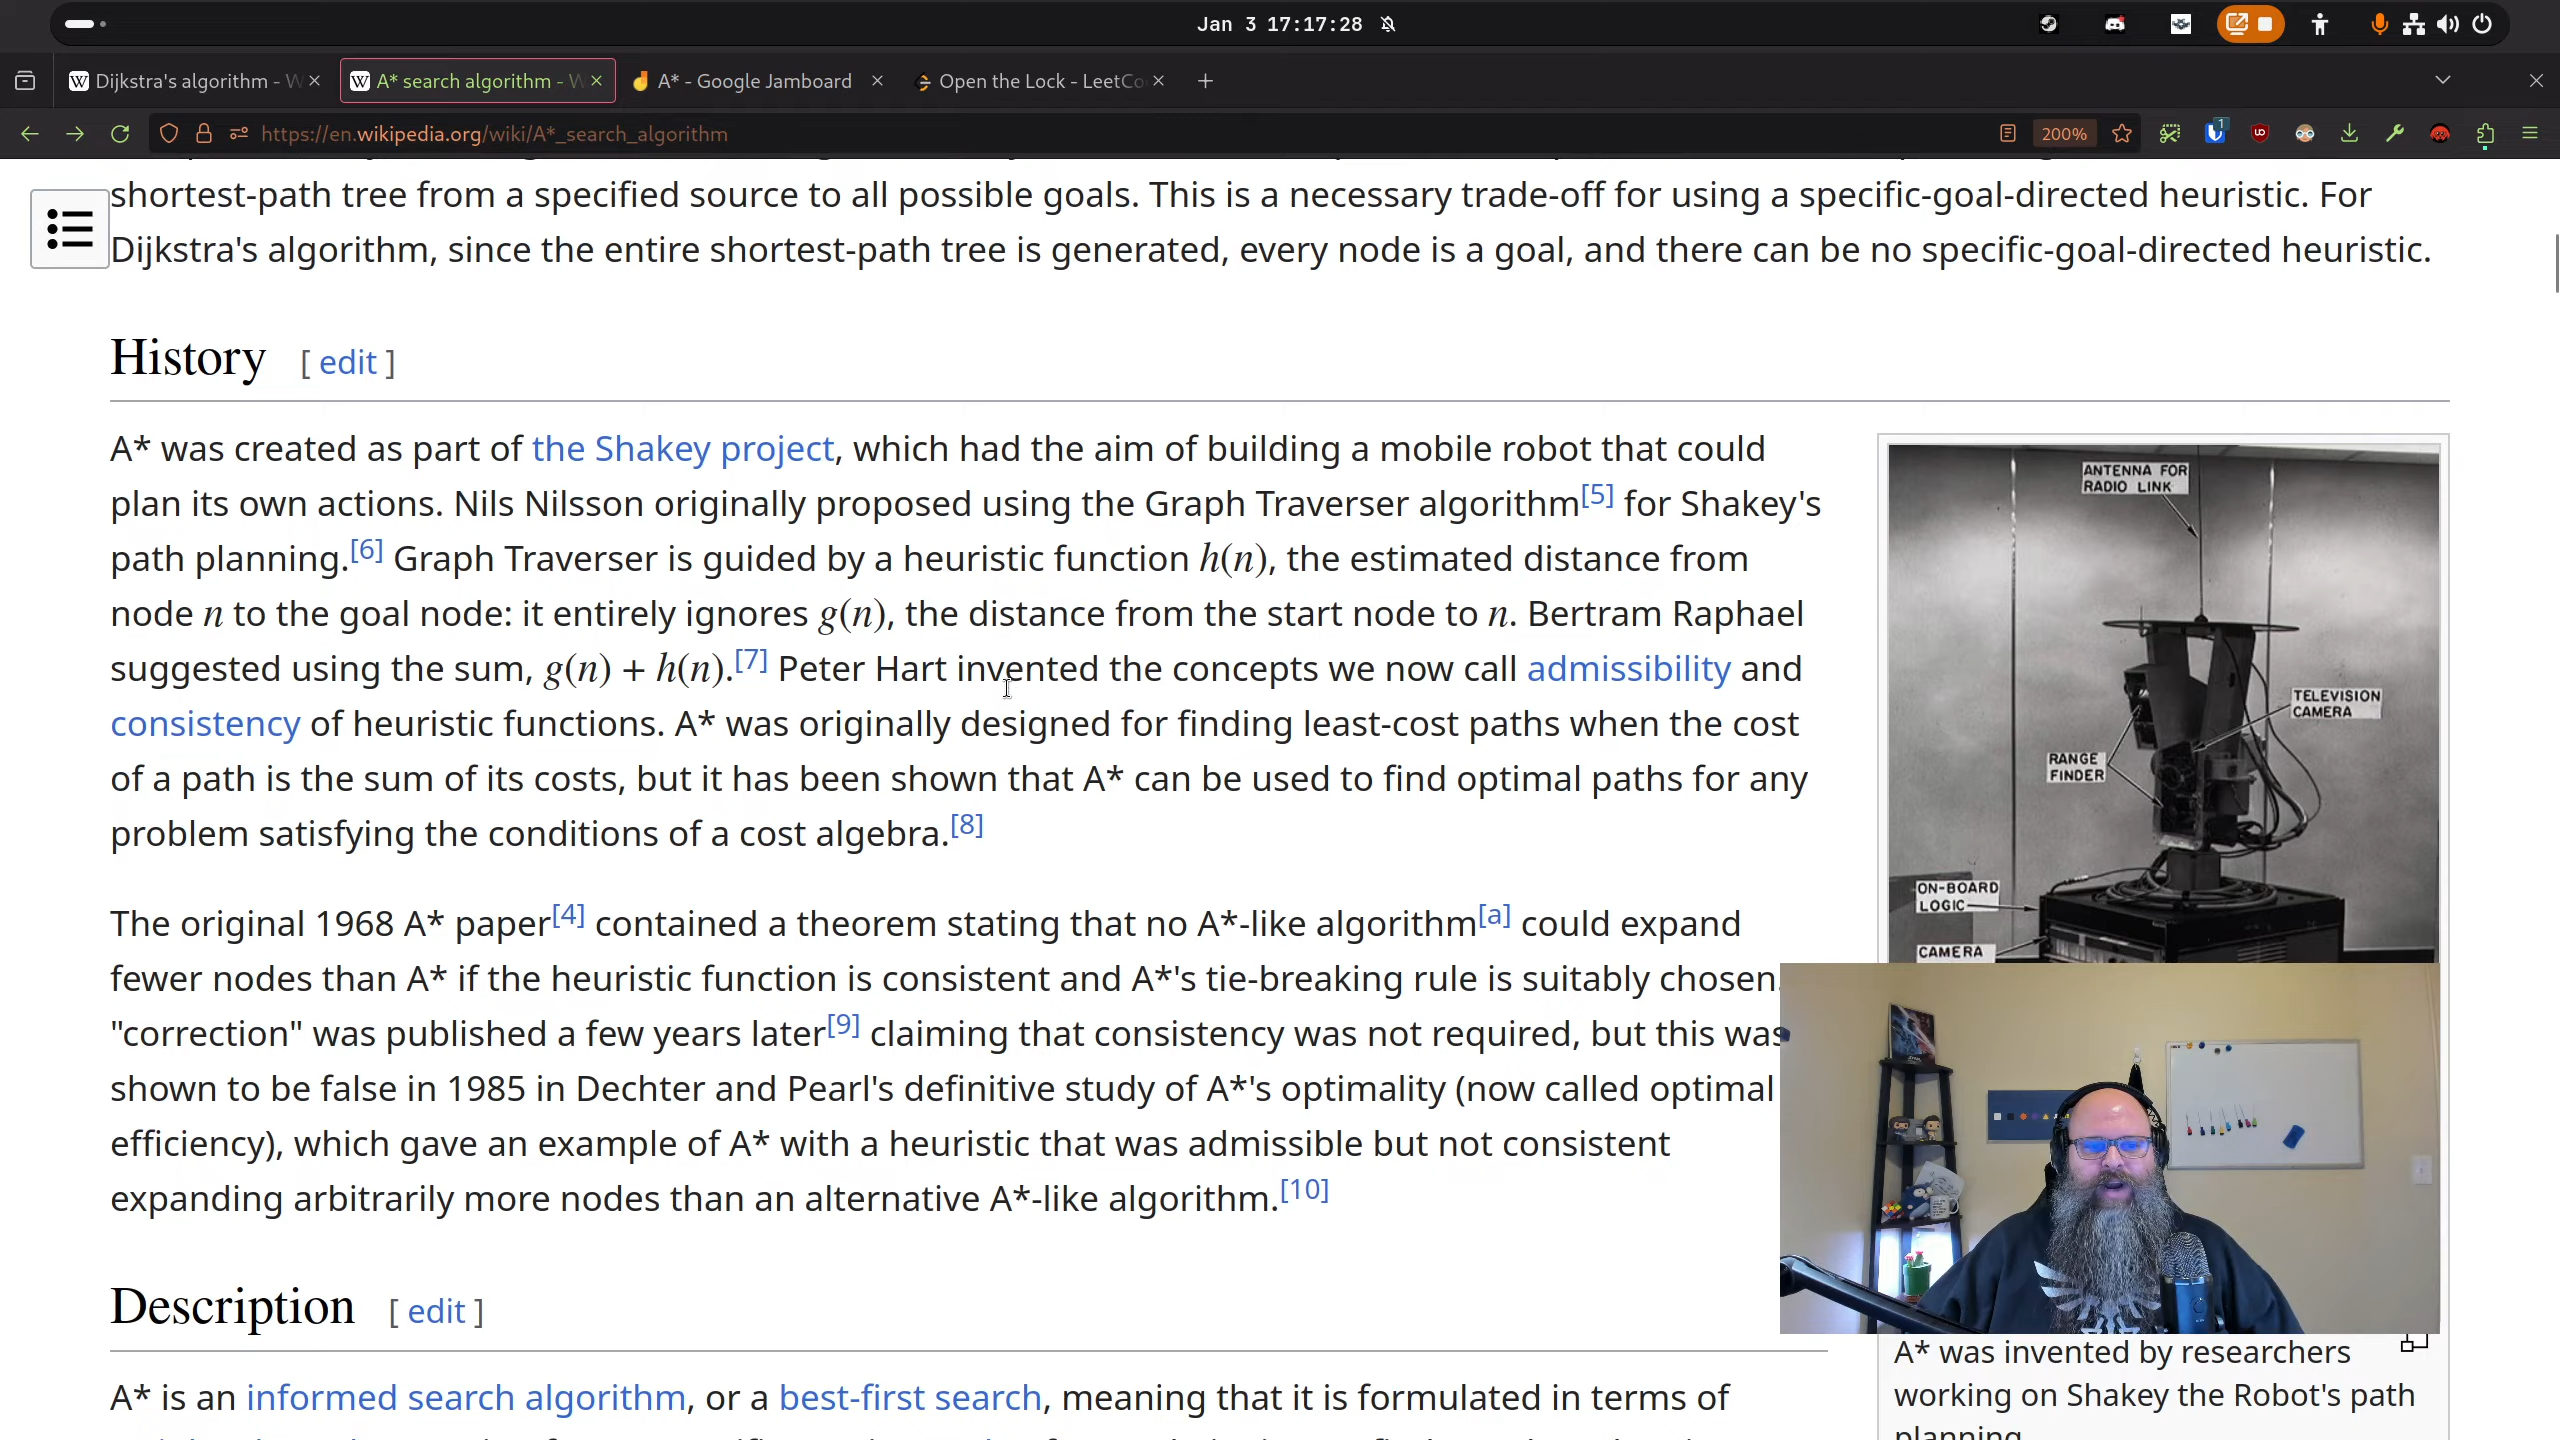 Jan 3 17:17:28
Dijkstra's algorithm - W
A* search algorithm - W
A* - Google Jamboard
Open the Lock - LeetCo
https://en.wikipedia.org/wiki/A*_search_algorithm
200%
1
shortest-path tree from a specified source to all possible goals. This is a necessary trade-off for using a specific-goal-directed heuristic. For
Dijkstra's algorithm, since the entire shortest-path tree is generated, every node is a goal, and there can be no specific-goal-directed heuristic.
History [ edit ]
A* was created as part of the Shakey project, which had the aim of building a mobile robot that could
plan its own actions. Nils Nilsson originally proposed using the Graph Traverser algorithm[5] for Shakey's
path planning.[6] Graph Traverser is guided by a heuristic function h(n), the estimated distance from
node n to the goal node: it entirely ignores g(n), the distance from the start node to n. Bertram Raphael
suggested using the sum, g(n) + h(n).[7] Peter Hart invented the concepts we now call admissibility and
consistency of heuristic functions. A* was originally designed for finding least-cost paths when the cost
of a path is the sum of its costs, but it has been shown that A* can be used to find optimal paths for any
problem satisfying the conditions of a cost algebra.[8]
The original 1968 A* paper[4] contained a theorem stating that no A*-like algorithm[a] could expand
fewer nodes than A* if the heuristic function is consistent and A*'s tie-breaking rule is suitably chosen.
"correction" was published a few years later[9] claiming that consistency was not required, but this was
shown to be false in 1985 in Dechter and Pearl's definitive study of A*'s optimality (now called optimal
efficiency), which gave an example of A* with a heuristic that was admissible but not consistent
expanding arbitrarily more nodes than an alternative A*-like algorithm.[10]
Description [ edit ]
A* is an informed search algorithm, or a best-first search, meaning that it is formulated in terms of
ANTENNA FOR
RADIO LINK
TELEVISION
CAMERA
RANGE
FINDER
ON-BOARD
LOGIC
CAMERA
A* was invented by researchers
working on Shakey the Robot's path
planning